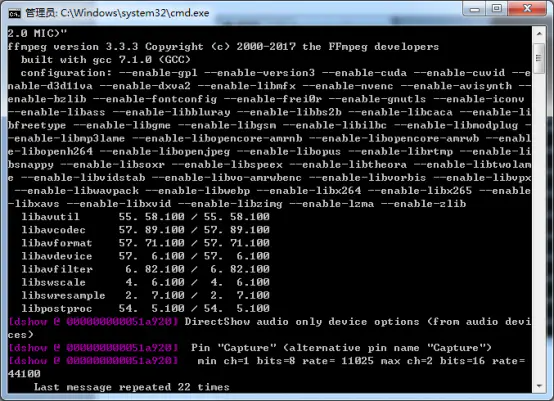 管理员: C:\Windows\system32\cmd.exe
2.0 MIC)"
ffmpeg version 3.3.3 Copyright (c) 2000-2017 the FFmpeg developers
  built with gcc 7.1.0 (GCC)
  configuration: --enable-gpl --enable-version3 --enable-cuda --enable-cuvid --e
nable-d3d11va --enable-dxva2 --enable-libmfx --enable-nvenc --enable-avisynth --
enable-bzlib --enable-fontconfig --enable-frei0r --enable-gnutls --enable-iconv
--enable-libass --enable-libbluray --enable-libbs2b --enable-libcaca --enable-li
bfreetype --enable-libgme --enable-libgsm --enable-libilbc --enable-libmodplug -
-enable-libmp3lame --enable-libopencore-amrnb --enable-libopencore-amrwb --enabl
e-libopenh264 --enable-libopenjpeg --enable-libopus --enable-librtmp --enable-li
bsnappy --enable-libsoxr --enable-libspeex --enable-libtheora --enable-libtwolam
e --enable-libvidstab --enable-libvo-amrwbenc --enable-libvorbis --enable-libvpx
 --enable-libwavpack --enable-libwebp --enable-libx264 --enable-libx265 --enable
-libxavs --enable-libxvid --enable-libzimg --enable-lzma --enable-zlib
  libavutil      55. 58.100 / 55. 58.100
  libavcodec     57. 89.100 / 57. 89.100
  libavformat    57. 71.100 / 57. 71.100
  libavdevice    57.  6.100 / 57.  6.100
  libavfilter     6. 82.100 /  6. 82.100
  libswscale      4.  6.100 /  4.  6.100
  libswresample   2.  7.100 /  2.  7.100
  libpostproc    54.  5.100 / 54.  5.100
[dshow @ 000000000051a920] DirectShow audio only device options (from audio devi
ces)
[dshow @ 000000000051a920]  Pin "Capture" (alternative pin name "Capture")
[dshow @ 000000000051a920]   min ch=1 bits=8 rate= 11025 max ch=2 bits=16 rate=
44100
    Last message repeated 22 times